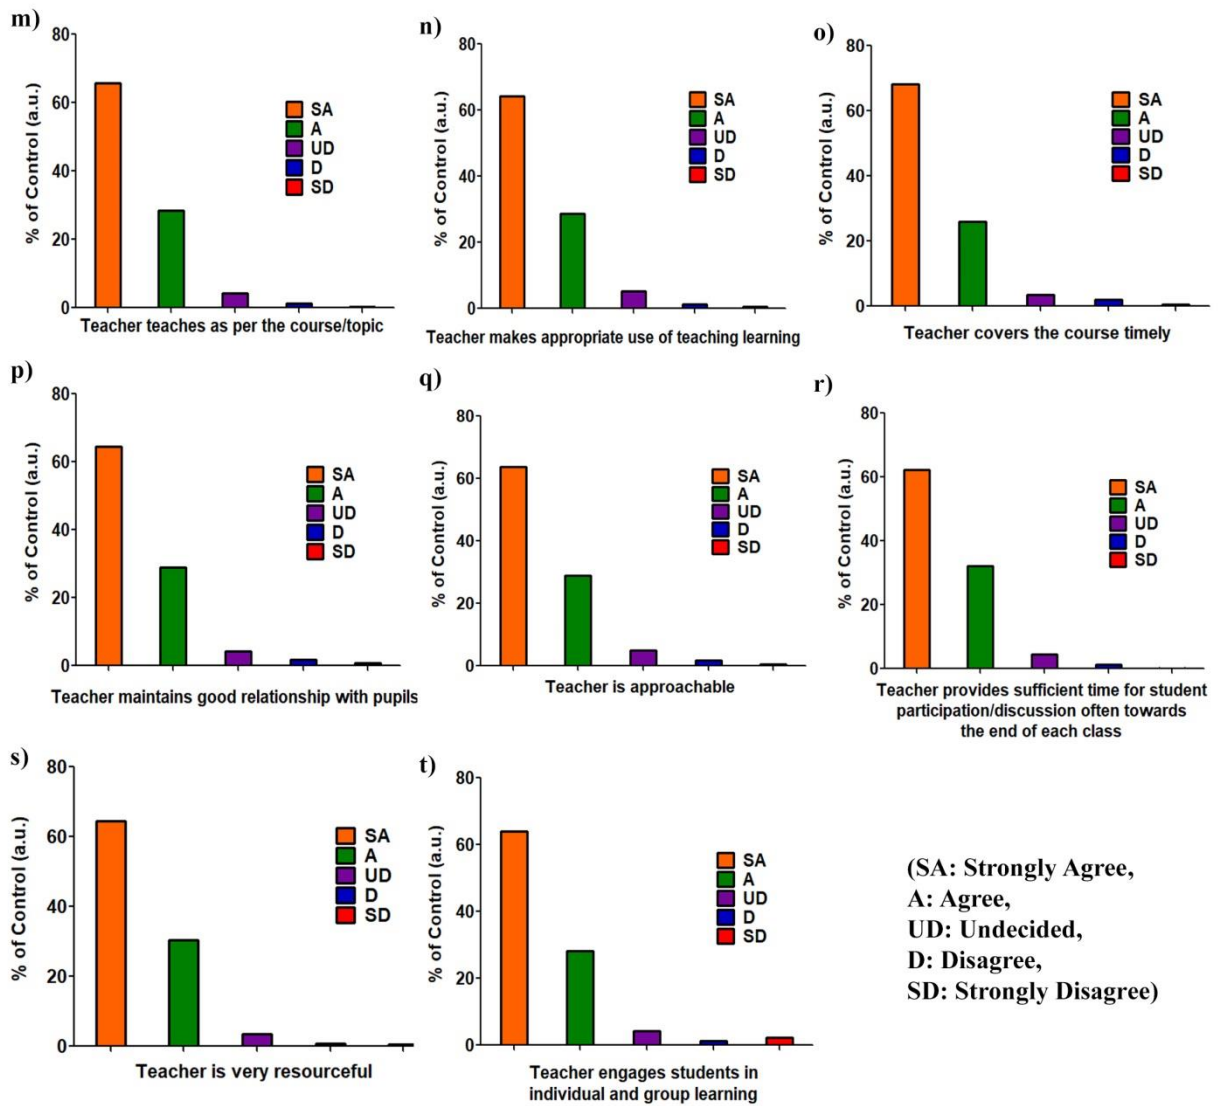 m)
% of Control (a.u.)
80
60
40
20
0
SA
A
UD
D
SD
Teacher teaches as per the course/topic
n)
% of Control (a.u.)
80
60
40
20
0
SA
A
UD
D
SD
Teacher makes appropriate use of teaching learning
o)
% of Control (a.u.)
80
60
40
20
0
SA
A
UD
D
SD
Teacher covers the course timely
p)
% of Control (a.u.)
80
60
40
20
0
SA
A
UD
D
SD
Teacher maintains good relationship with pupils
q)
% of Control (a.u.)
80
60
40
20
0
SA
A
UD
D
SD
Teacher is approachable
r)
% of Control (a.u.)
80
60
40
20
0
SA
A
UD
D
SD
Teacher provides sufficient time for student
participation/discussion often towards
the end of each class
s)
% of Control (a.u.)
80
60
40
20
0
SA
A
UD
D
SD
Teacher is very resourceful
t)
% of Control (a.u.)
80
60
40
20
0
SA
A
UD
D
SD
Teacher engages students in
individual and group learning
(SA: Strongly Agree,
A: Agree,
UD: Undecided,
D: Disagree,
SD: Strongly Disagree)